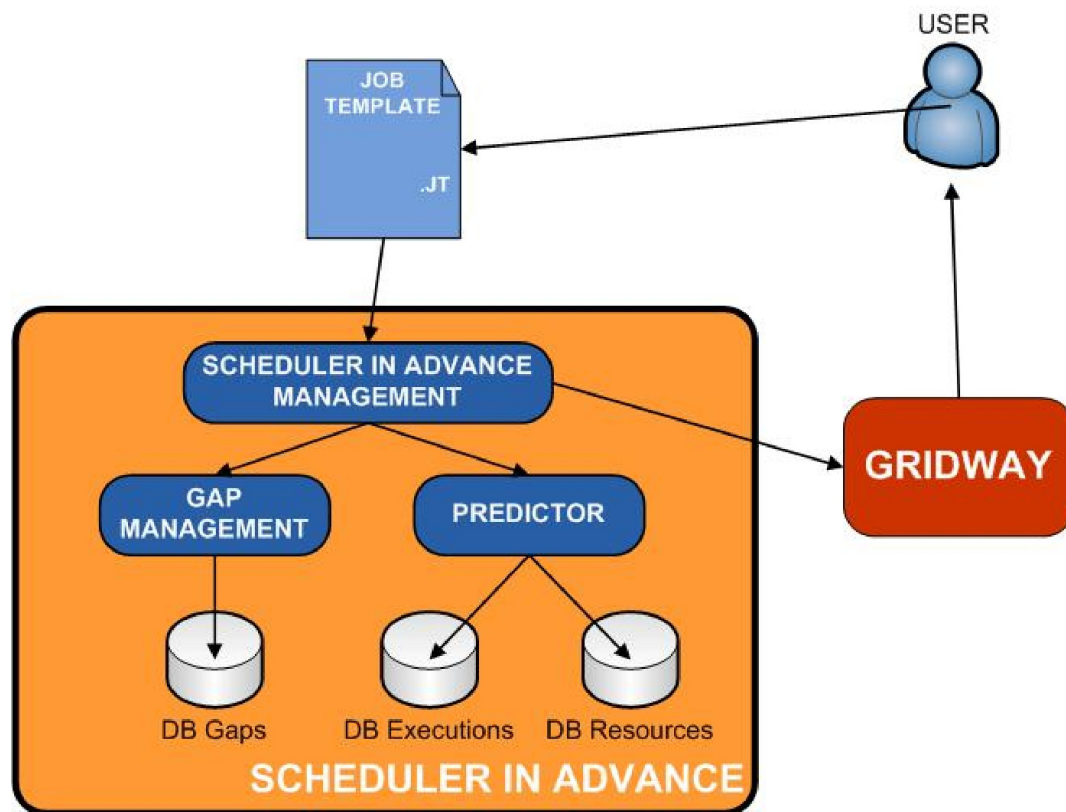 USER
JOB
TEMPLATE
.JT
SCHEDULER IN ADVANCE
MANAGEMENT
GAP
MANAGEMENT
PREDICTOR
GRIDWAY
DB Gaps
DB Executions
DB Resources
SCHEDULER IN ADVANCE